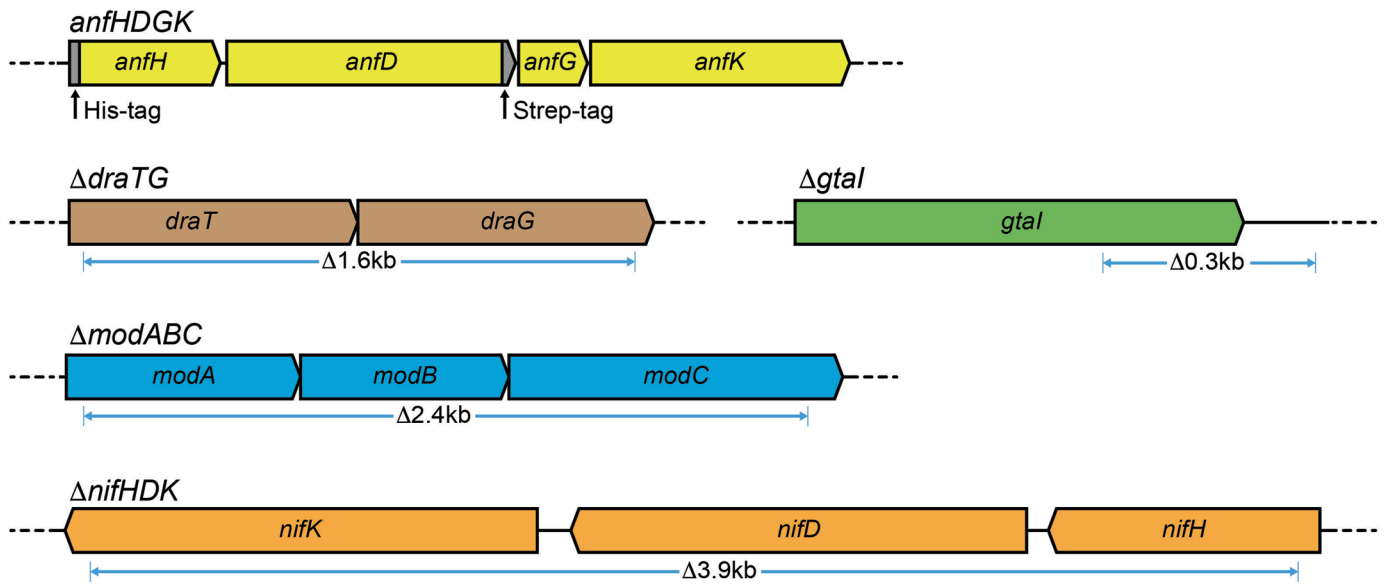 anfHDGK
anfH anfD anfG anfK
His-tag Strep-tag
ΔdraTG ΔgtaI
draT draG gtaI
Δ1.6kb Δ0.3kb
ΔmodABC
modA modB modC
Δ2.4kb
ΔnifHDK
nifK nifD nifH
Δ3.9kb